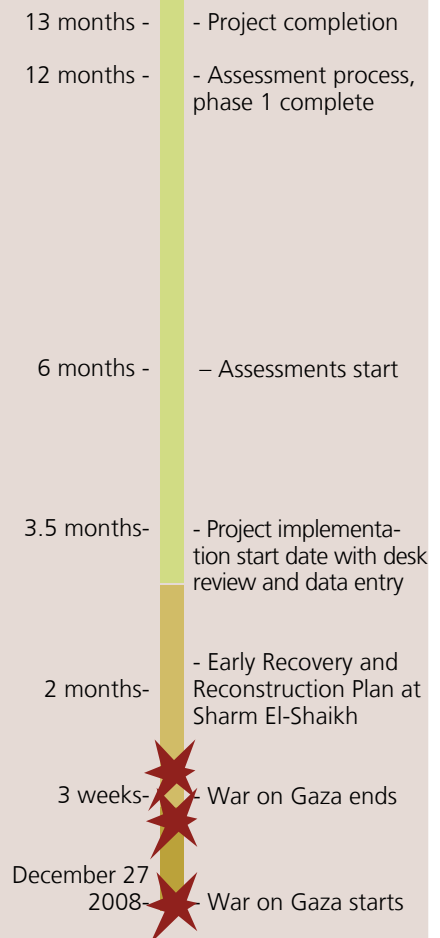 13 months - - Project completion
12 months - - Assessment process,
phase 1 complete
6 months - – Assessments start
3.5 months- - Project implementa-
tion start date with desk
review and data entry
- Early Recovery and
2 months- Reconstruction Plan at
Sharm El-Shaikh
3 weeks- - War on Gaza ends
December 27
2008- - War on Gaza starts